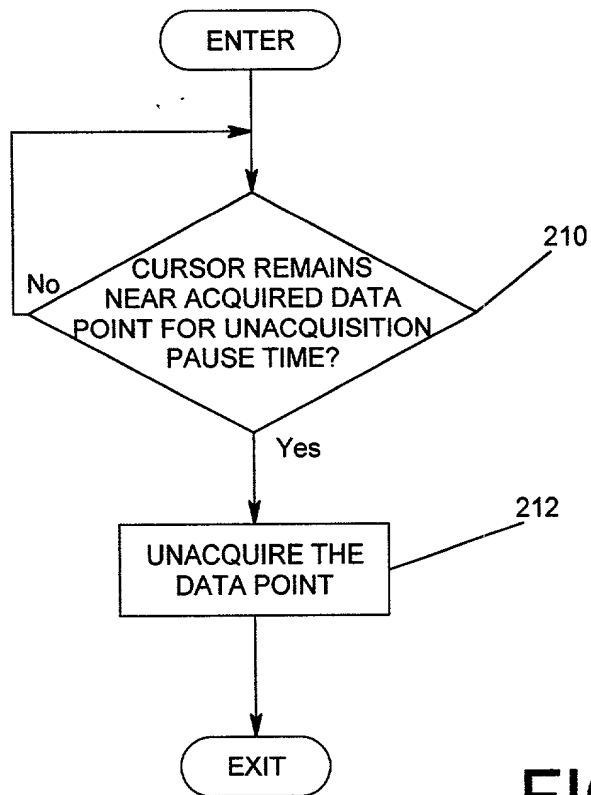 ENTER
210
No
CURSOR REMAINS
NEAR ACQUIRED DATA
POINT FOR UNACQUISITION
PAUSE TIME?
Yes
212
UNACQUIRE THE
DATA POINT
EXIT